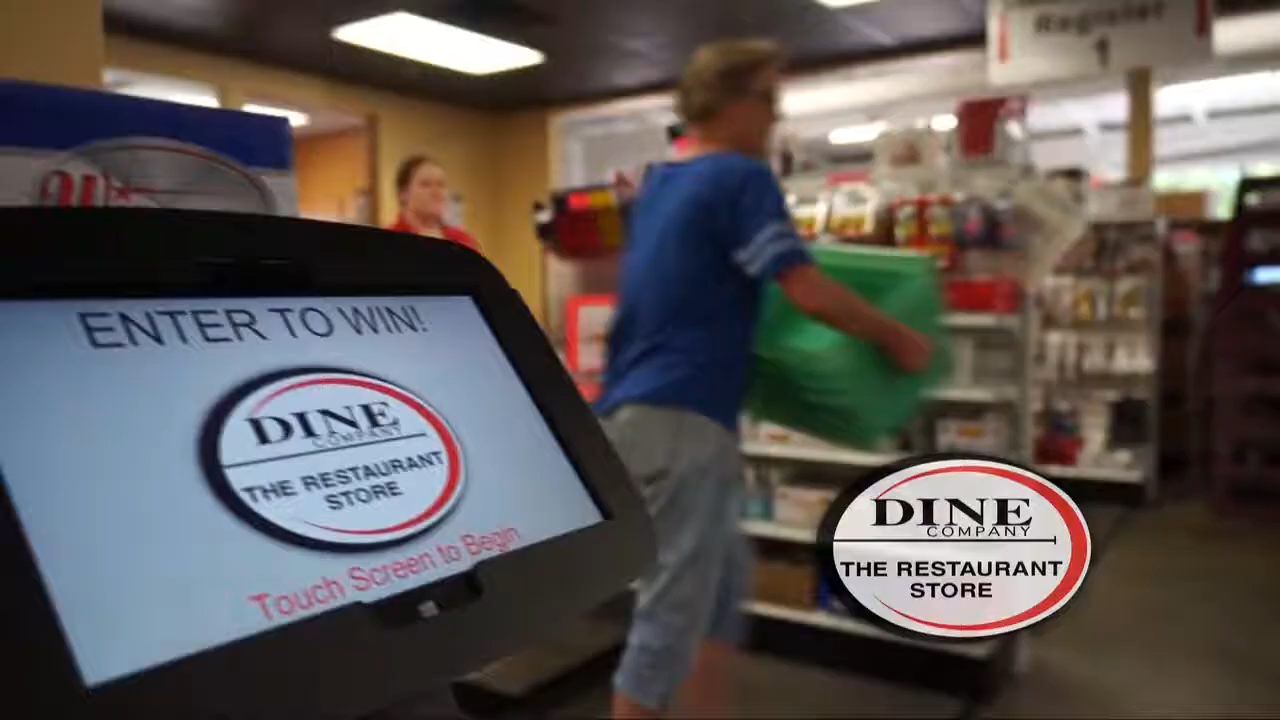 Register
1
ENTER TO WIN!
DINE
COMPANY
THE RESTAURANT
STORE
Touch Screen to Begin
DINE
COMPANY
THE RESTAURANT
STORE